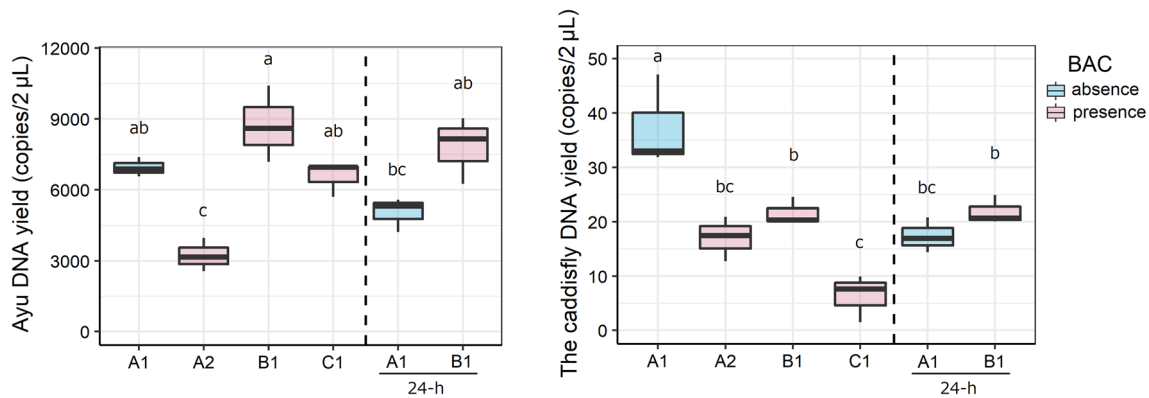 Ayu DNA yield (copies/2 μL)
12000
9000
6000
3000
0
ab
c
a
ab
bc
ab
A1
A2
B1
C1
A1
B1
24-h
The caddisfly DNA yield (copies/2 μL)
50
40
30
20
10
0
a
bc
b
c
bc
b
A1
A2
B1
C1
A1
B1
24-h
BAC
absence
presence